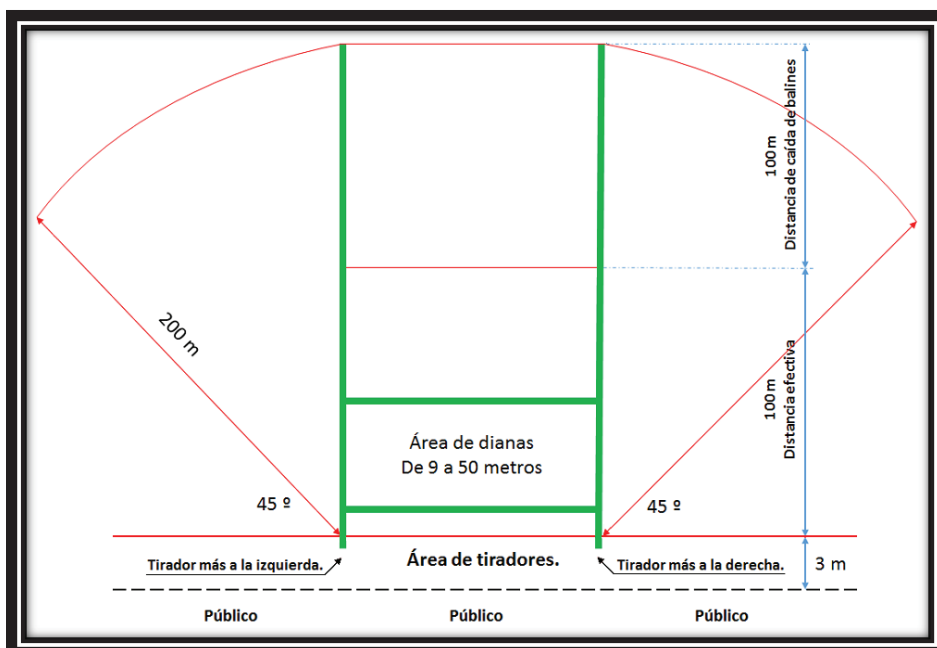 100 m
Distancia de caída de balines
200 m
100 m
Distancia efectiva
Área de dianas
De 9 a 50 metros
45 º
45 º
Tirador más a la izquierda.
Área de tiradores.
Tirador más a la derecha.
3 m
Público
Público
Público